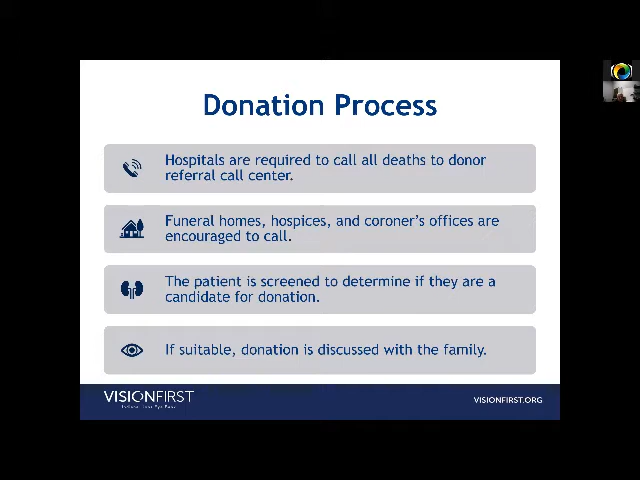 Donation Process
Hospitals are required to call all deaths to donor
referral call center.
Funeral homes, hospices, and coroner's offices are
encouraged to call.
The patient is screened to determine if they are a
candidate for donation.
If suitable, donation is discussed with the family.
VISIONFIRST
VISIONFIRST.ORG